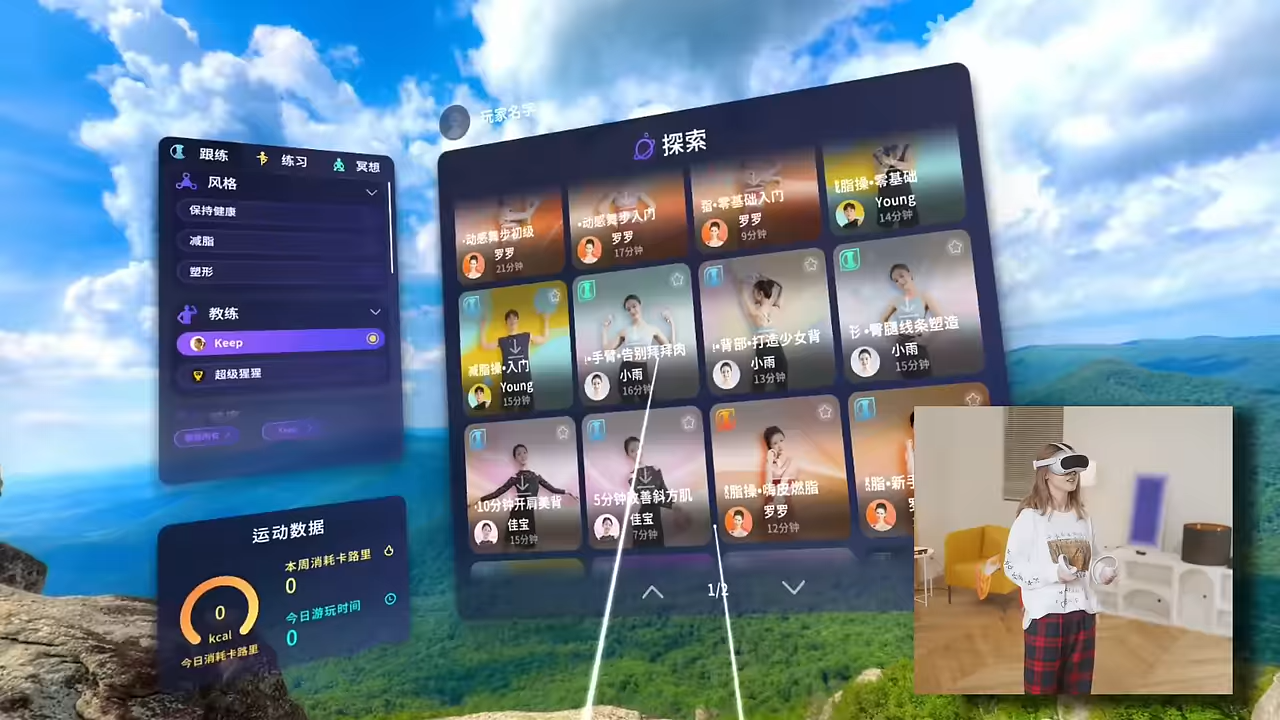 玩家名字
跟练
练习
冥想
风格
保持健康
减脂
塑形
教练
Keep
超级猩猩
运动数据
0
kcal
今日消耗卡路里
本周消耗卡路里
0
今日游玩时间
0
探索
·动感舞步初级
罗罗
21分钟
·动感舞步入门
罗罗
17分钟
·零基础入门
罗罗
9分钟
脂操·零基础
Young
14分钟
减脂操·入门
Young
15分钟
·手臂·告别拜拜肉
小雨
16分钟
·背部·打造少女背
小雨
13分钟
·臀腿线条塑造
小雨
15分钟
·10分钟开肩美背
佳宝
15分钟
5分钟改善斜方肌
佳宝
7分钟
脂操·嗨皮燃脂
罗罗
12分钟
脂·新手
1/2